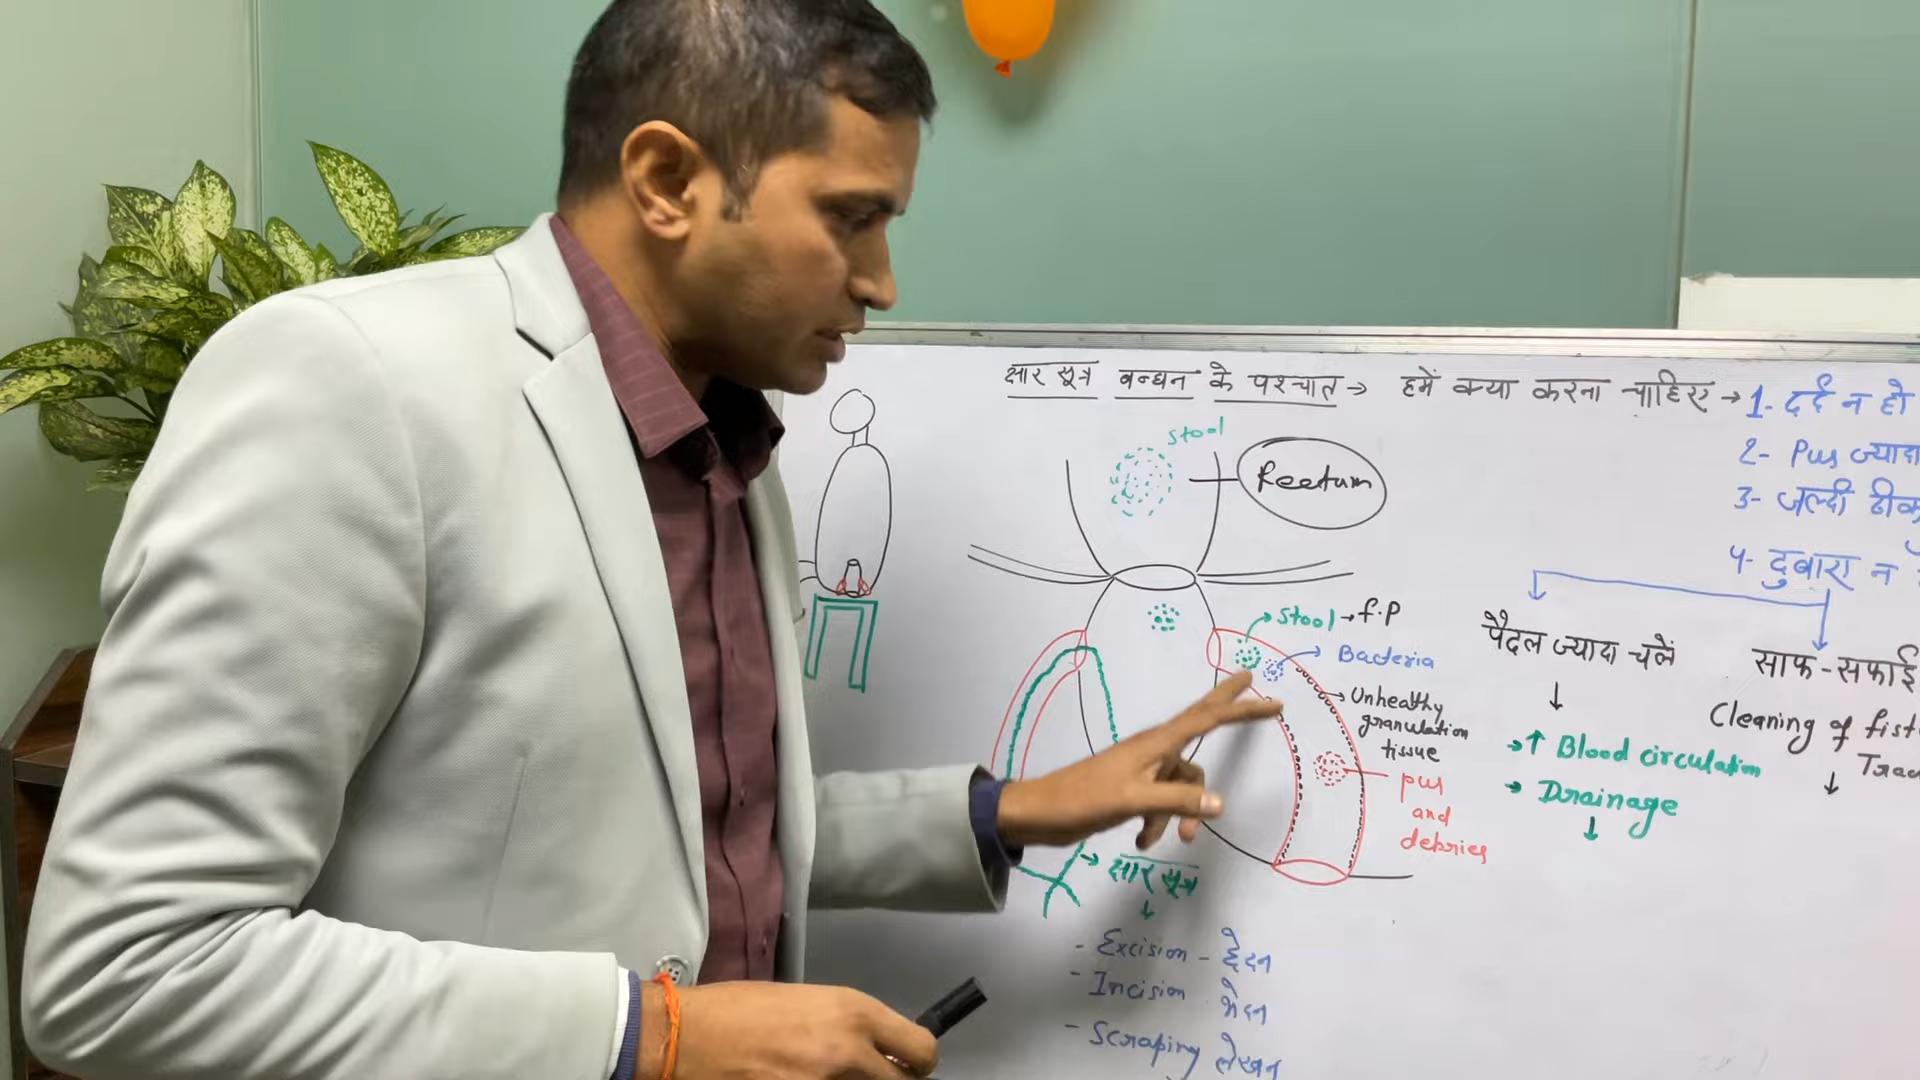 क्षार सूत्र बन्धन के पश्चात → हमें क्या करना चाहिए → 1- दर्द न हो
2- Pus ज्यादा
3- जल्दी ठीक
4- दुबारा न
stool
Rectum
stool → f.P
Bacteria
Unhealthy
granulation
tissue
pus
and
debries
क्षार सूत्र
- Excision - छेदन
- Incision भेदन
- Scraping लेखन
पैदल ज्यादा चलें
→ ↑ Blood circulation
→ Drainage
साफ-सफाई
Cleaning of fist
Trac